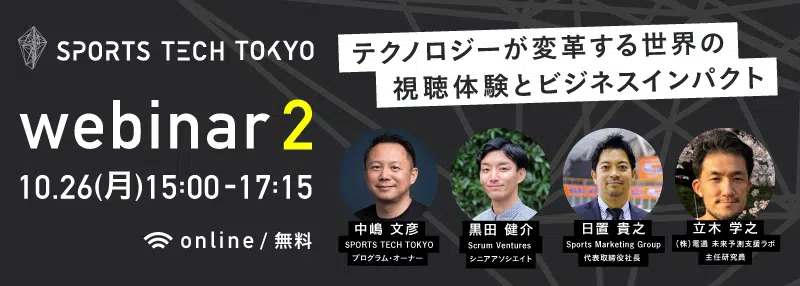 SPORTS TECH TOKYO
テクノロジーが変革する世界の
視聴体験とビジネスインパクト
webinar 2
10.26(月)15:00-17:15
online / 無料
中嶋 文彦
SPORTS TECH TOKYO
プログラム・オーナー
黒田 健介
Scrum Ventures
シニアアソシエイト
日置 貴之
Sports Marketing Group
代表取締役社長
立木 学之
(株)電通 未来予測支援ラボ
主任研究員